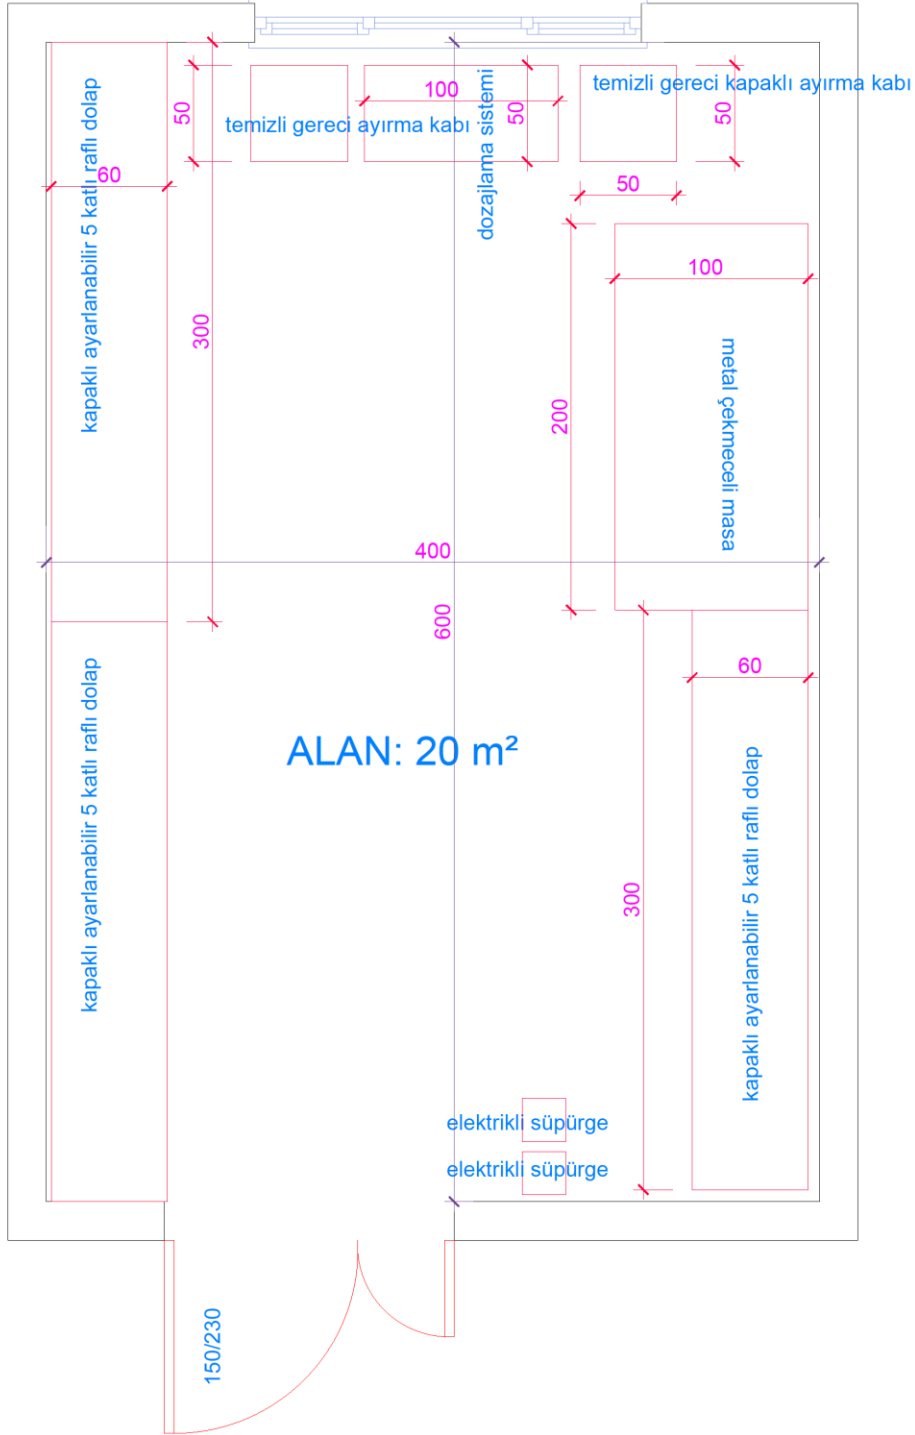 temizli gereci kapaklı ayırma kabı
100
50
50
50
temizli gereci ayırma kabı
dozajlama sistemi
kapaklı ayarlanabilir 5 katlı raflı dolap
60
50
100
300
200
metal çekmeceli masa
400
600
60
kapaklı ayarlanabilir 5 katlı raflı dolap
ALAN: 20 m²
kapaklı ayarlanabilir 5 katlı raflı dolap
300
elektrikli süpürge
elektrikli süpürge
150/230